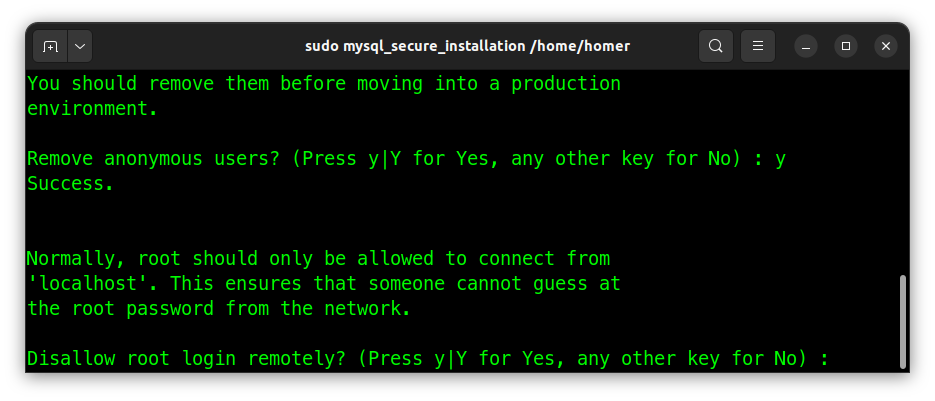 sudo mysql_secure_installation /home/homer
You should remove them before moving into a production
environment.
Remove anonymous users? (Press y|Y for Yes, any other key for No) : y
Success.
Normally, root should only be allowed to connect from
'localhost'. This ensures that someone cannot guess at
the root password from the network.
Disallow root login remotely? (Press y|Y for Yes, any other key for No) :